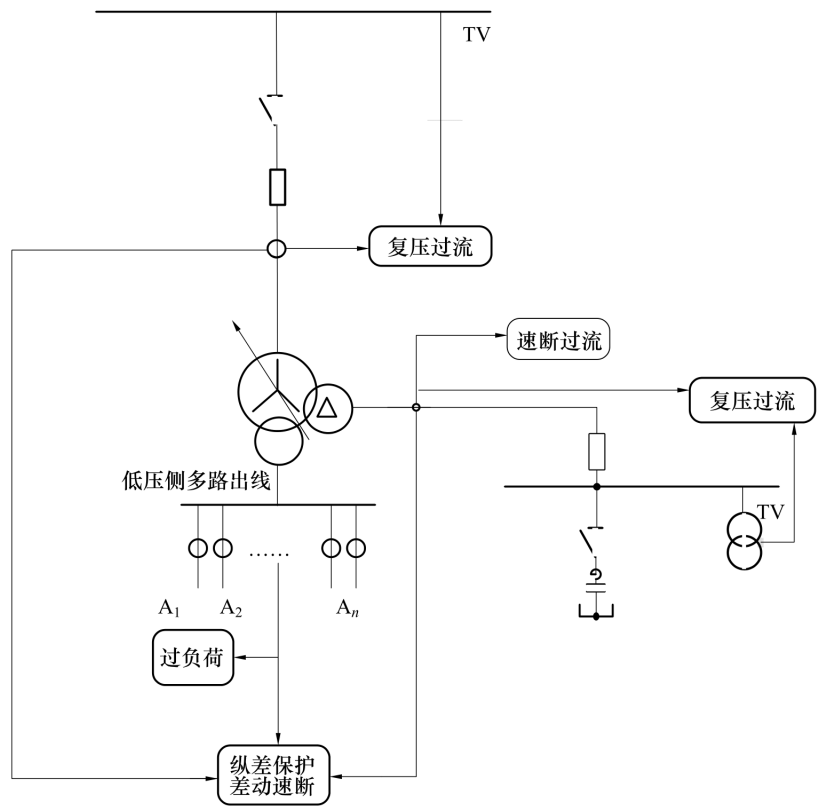 TV
复压过流
速断过流
复压过流
低压侧多路出线
TV
......
A1
A2
An
过负荷
纵差保护
差动速断